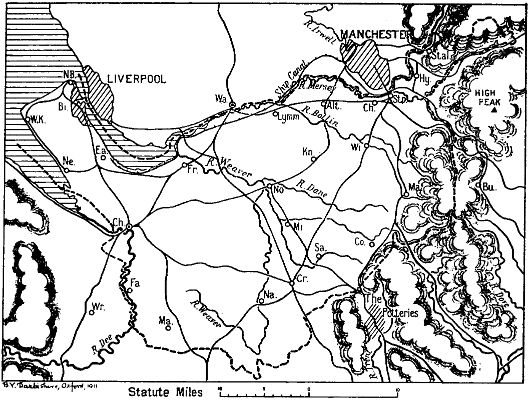 R. Irwell
MANCHESTER
Stal.
NB.
LIVERPOOL
Ship Canal
R. Mersey
Hy.
HIGH
PEAK
Bi.
Wa.
Alt.
Ch.
W.K.
Lymm
R. Bollin
Ea.
Kn.
Wi.
Ne.
Fr.
R. Weaver
No.
R. Dane
Ma.
Bu.
Ch.
Mi.
Sa.
Co.
Fa.
Cr.
The
Potteries
Wr.
Ma.
R. Weaver
Na.
R. Dee
R.
B.V. Darbishire, Oxford, 1911
Statute Miles